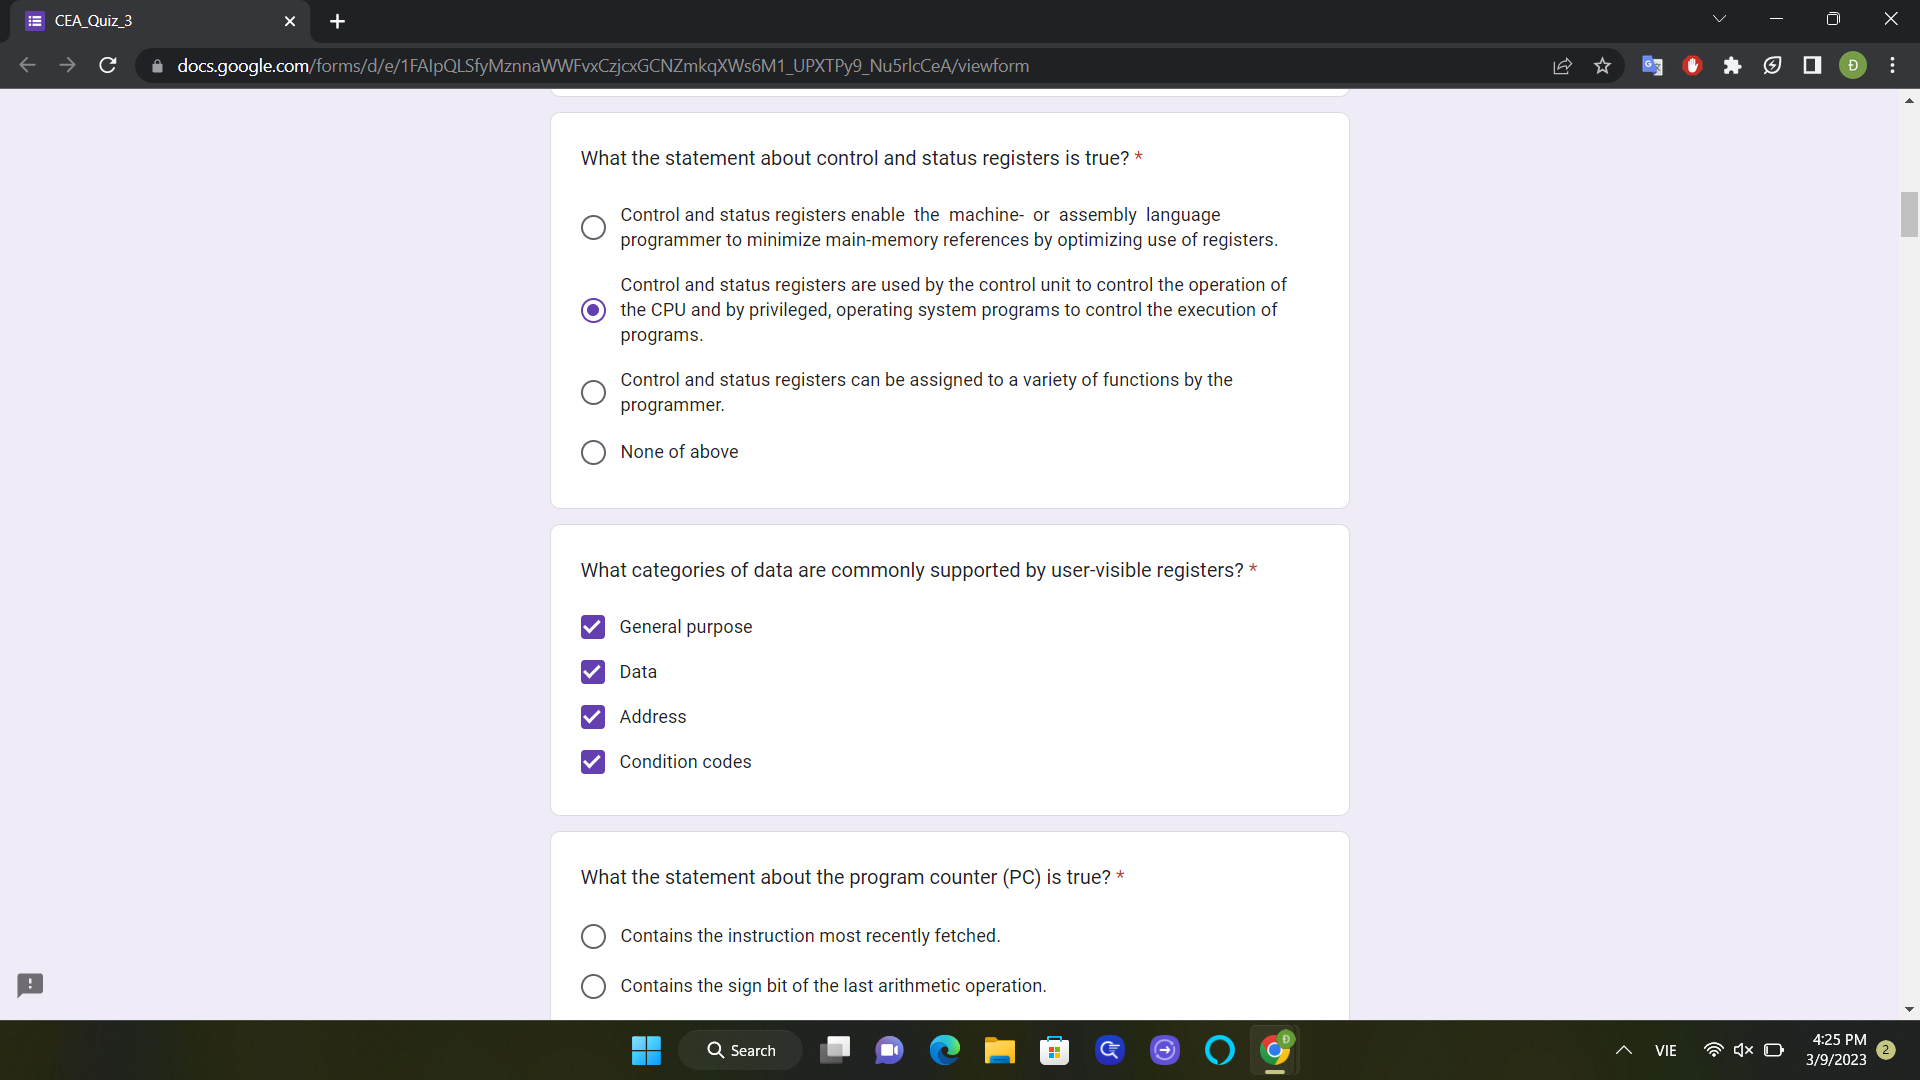 CEA_Quiz_3
docs.google.com/forms/d/e/1FAIpQLSfyMznnaWWFvxCzjcxGCNZmkqXWs6M1_UPXTPy9_Nu5rlcCeA/viewform
Đ
What the statement about control and status registers is true? *
Control and status registers enable the machine- or assembly language
programmer to minimize main-memory references by optimizing use of registers.
Control and status registers are used by the control unit to control the operation of
the CPU and by privileged, operating system programs to control the execution of
programs.
Control and status registers can be assigned to a variety of functions by the
programmer.
None of above
What categories of data are commonly supported by user-visible registers? *
General purpose
Data
Address
Condition codes
What the statement about the program counter (PC) is true? *
Contains the instruction most recently fetched.
Contains the sign bit of the last arithmetic operation.
Search
Đ
VIE
4:25 PM
3/9/2023
2